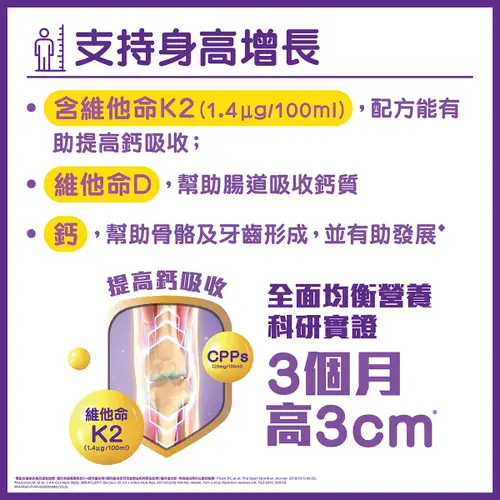 支持身高增長
• 含維他命K2(1.4μg/100ml),配方能有
助提高鈣吸收;
• 維他命D,幫助腸道吸收鈣質
• 鈣,幫助骨骼及牙齒形成,並有助發展◆
提高鈣吸收
CPPs
維他命
K2
(1.4μg/100ml)
全面均衡營養
科研實證
3個月
高3cm*